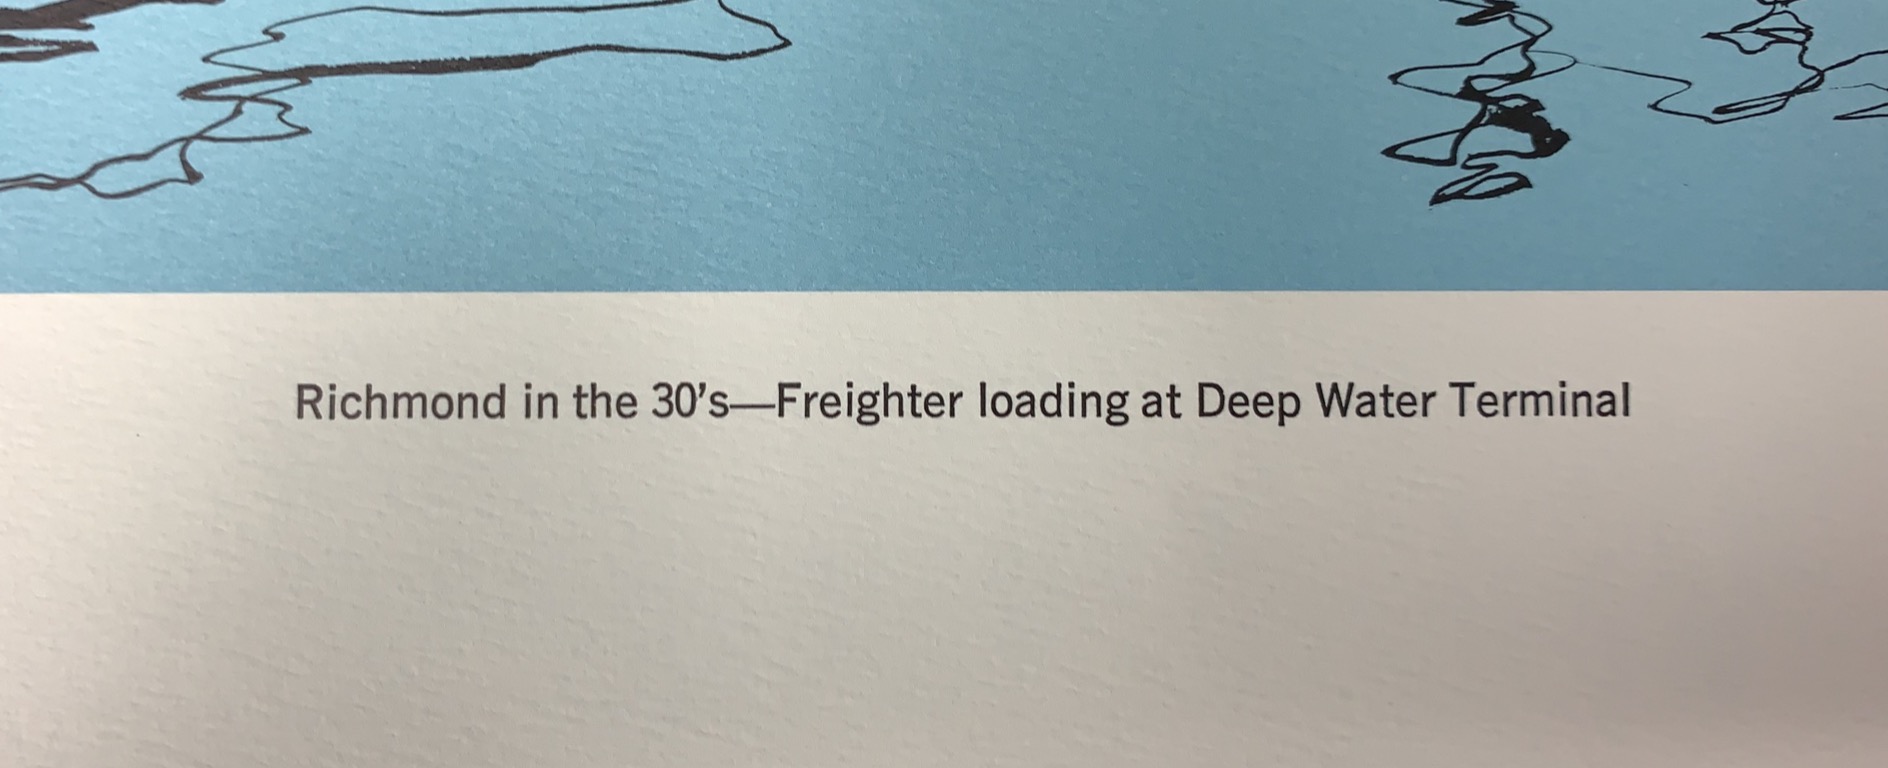 Richmond in the 30's—Freighter loading at Deep Water Terminal